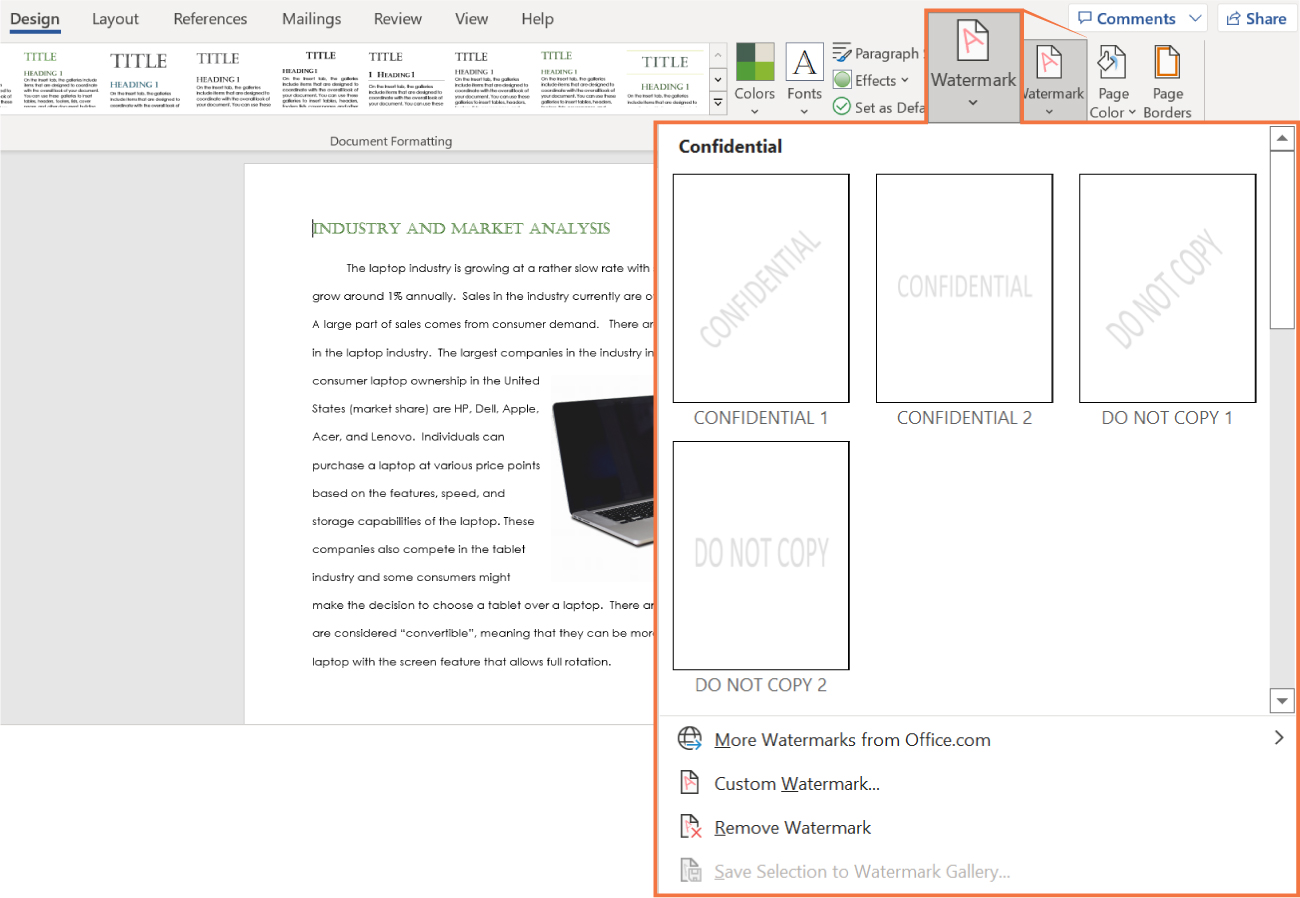 Design Layout References Mailings Review View Help Comments Share
TITLE TITLE TITLE TITLE TITLE TITLE TITLE TITLE
HEADING 1 HEADING 1 HEADING 1 HEADING 1 1 HEADING 1 HEADING 1 HEADING 1 HEADING 1
Colors Fonts
Paragraph
Effects
Set as Defa
Watermark
Watermark
Page Color
Page Borders
Document Formatting
INDUSTRY AND MARKET ANALYSIS
The laptop industry is growing at a rather slow rate with
grow around 1% annually. Sales in the industry currently are
A large part of sales comes from consumer demand. There
in the laptop industry. The largest companies in the industry
consumer laptop ownership in the United
States (market share) are HP, Dell, Apple,
Acer, and Lenovo. Individuals can
purchase a laptop at various price points
based on the features, speed, and
storage capabilities of the laptop. These
companies also compete in the tablet
industry and some consumers might
make the decision to choose a tablet over a laptop. There
are considered “convertible”, meaning that they can be
laptop with the screen feature that allows full rotation.
Confidential
CONFIDENTIAL CONFIDENTIAL DO NOT COPY
CONFIDENTIAL 1 CONFIDENTIAL 2 DO NOT COPY 1
DO NOT COPY
DO NOT COPY 2
More Watermarks from Office.com
Custom Watermark...
Remove Watermark
Save Selection to Watermark Gallery...